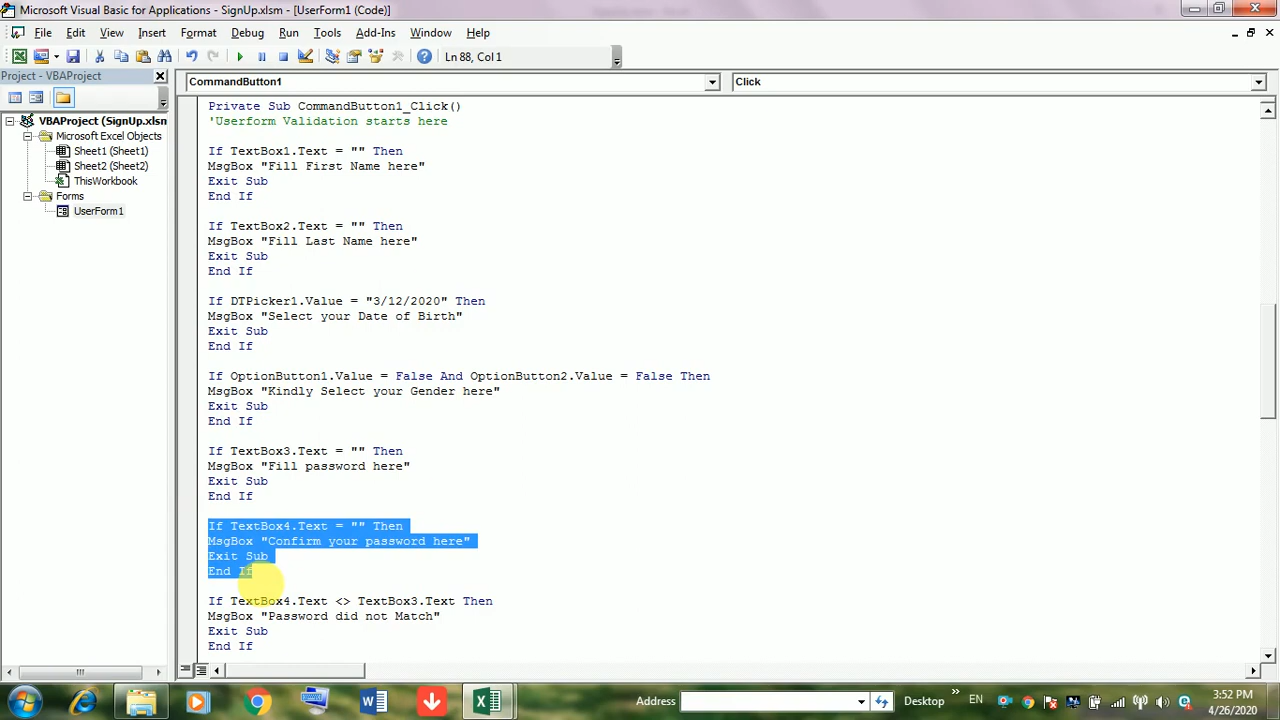 Microsoft Visual Basic for Applications - SignUp.xlsm - [UserForm1 (Code)]
File Edit View Insert Format Debug Run Tools Add-Ins Window Help
Ln 88, Col 1
Project - VBAProject
CommandButton1 Click
VBAProject (SignUp.xlsm
Microsoft Excel Objects
Sheet1 (Sheet1)
Sheet2 (Sheet2)
ThisWorkbook
Forms
UserForm1
Private Sub CommandButton1_Click()
'Userform Validation starts here
If TextBox1.Text = "" Then
MsgBox "Fill First Name here"
Exit Sub
End If
If TextBox2.Text = "" Then
MsgBox "Fill Last Name here"
Exit Sub
End If
If DTPicker1.Value = "3/12/2020" Then
MsgBox "Select your Date of Birth"
Exit Sub
End If
If OptionButton1.Value = False And OptionButton2.Value = False Then
MsgBox "Kindly Select your Gender here"
Exit Sub
End If
If TextBox3.Text = "" Then
MsgBox "Fill password here"
Exit Sub
End If
If TextBox4.Text = "" Then
MsgBox "Confirm your password here"
Exit Sub
End If
If TextBox4.Text <> TextBox3.Text Then
MsgBox "Password did not Match"
Exit Sub
End If
Address Desktop » EN 3:52 PM
4/26/2020